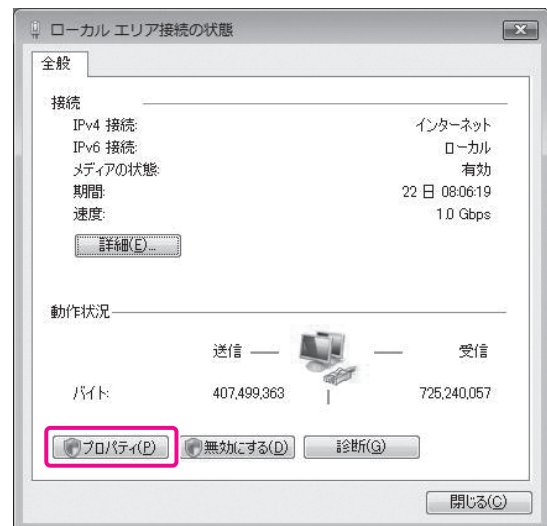 ローカル エリア接続の状態
全般
接続
IPv4 接続: インターネット
IPv6 接続: ローカル
メディアの状態: 有効
期間: 22 日 08:06:19
速度: 1.0 Gbps
詳細(E)...
動作状況
送信 受信
バイト: 407,499,363 725,240,057
プロパティ(P) 無効にする(D) 診断(G)
閉じる(C)